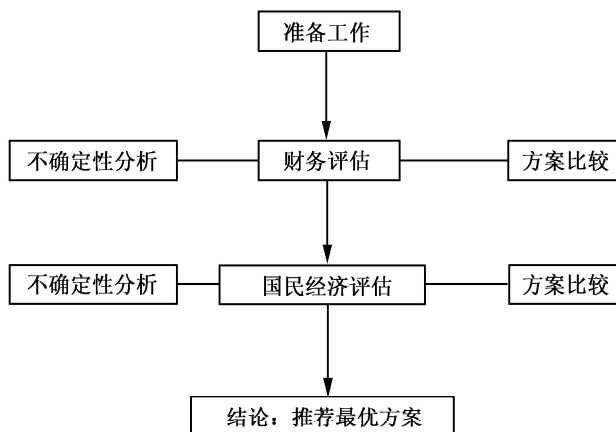 准备工作
不确定性分析
财务评估
方案比较
不确定性分析
国民经济评估
方案比较
结论：推荐最优方案